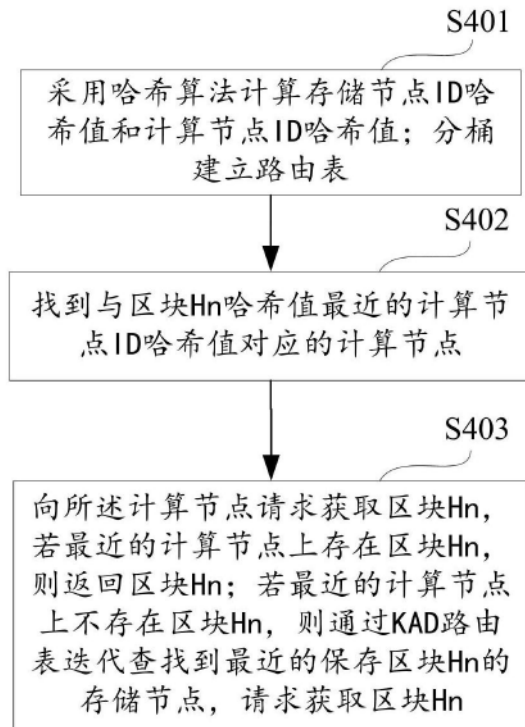 S401
采用哈希算法计算存储节点ID哈
希值和计算节点ID哈希值；分桶
建立路由表
S402
找到与区块Hn哈希值最近的计算节
点ID哈希值对应的计算节点
S403
向所述计算节点请求获取区块Hn，
若最近的计算节点上存在区块Hn，
则返回区块Hn；若最近的计算节点
上不存在区块Hn，则通过KAD路由
表迭代查找到最近的保存区块Hn的
存储节点，请求获取区块Hn